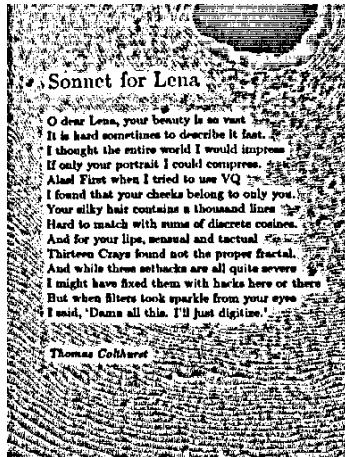 Sonnet for Lena
O dear Lena, your beauty is so vast
It is hard sometimes to describe it fast.
I thought the entire world I would impress
If only your portrait I could compress.
Alas! First when I tried to use VQ
I found that your cheeks belong to only you.
Your silky hair contains a thousand lines
Hard to match with sums of discrete cosines.
And for your lips, sensual and tactual
Thirteen Crays found not the proper fractal.
And while these setbacks are all quite severe
I might have fixed them with hacks here or there
But when filters took sparkle from your eyes
I said, 'Damn all this. I'll just digitize.'
Thomas Colthurst